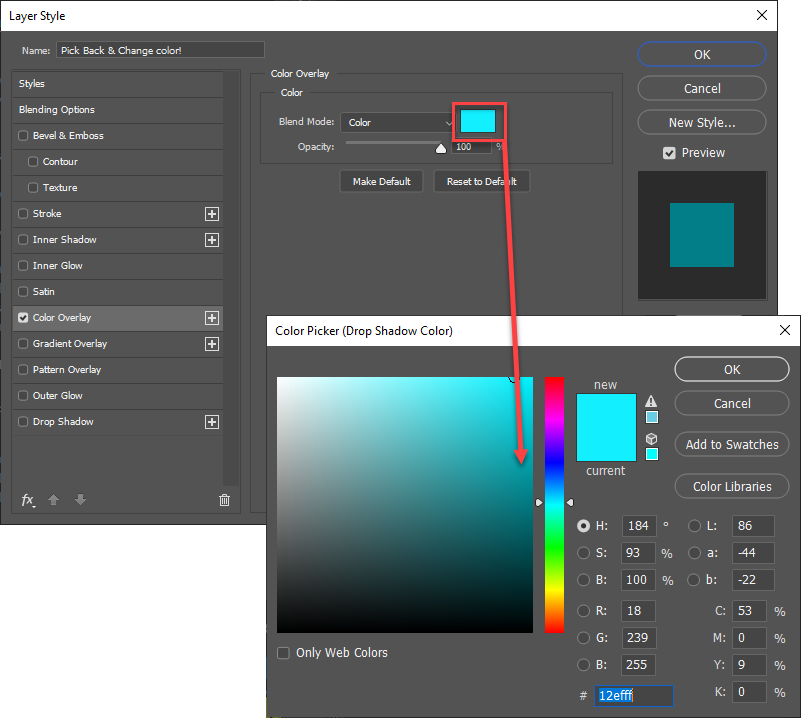 Layer Style
Name: Pick Back & Change color!
Styles
Blending Options
Bevel & Emboss
Contour
Texture
Stroke
Inner Shadow
Inner Glow
Satin
Color Overlay
Gradient Overlay
Pattern Overlay
Outer Glow
Drop Shadow
fx
Color Overlay
Color
Blend Mode: Color
Opacity: 100 %
Make Default
Reset to Default
OK
Cancel
New Style...
Preview
Color Picker (Drop Shadow Color)
new
current
OK
Cancel
Add to Swatches
Color Libraries
H: 184 °
S: 93 %
B: 100 %
R: 18
G: 239
B: 255
# 12efff
L: 86
a: -44
b: -22
C: 53 %
M: 0 %
Y: 9 %
K: 0 %
Only Web Colors